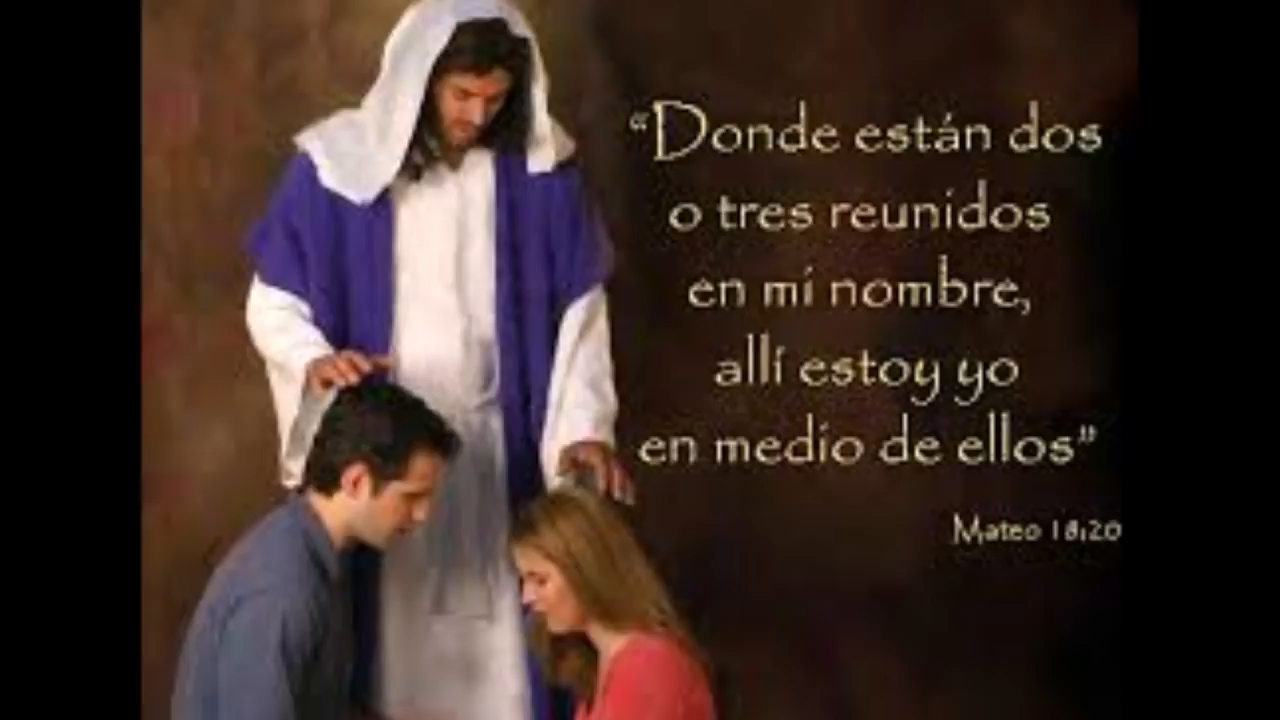 “Donde están dos
o tres reunidos
en mi nombre,
allí estoy yo
en medio de ellos”
Mateo 18:20